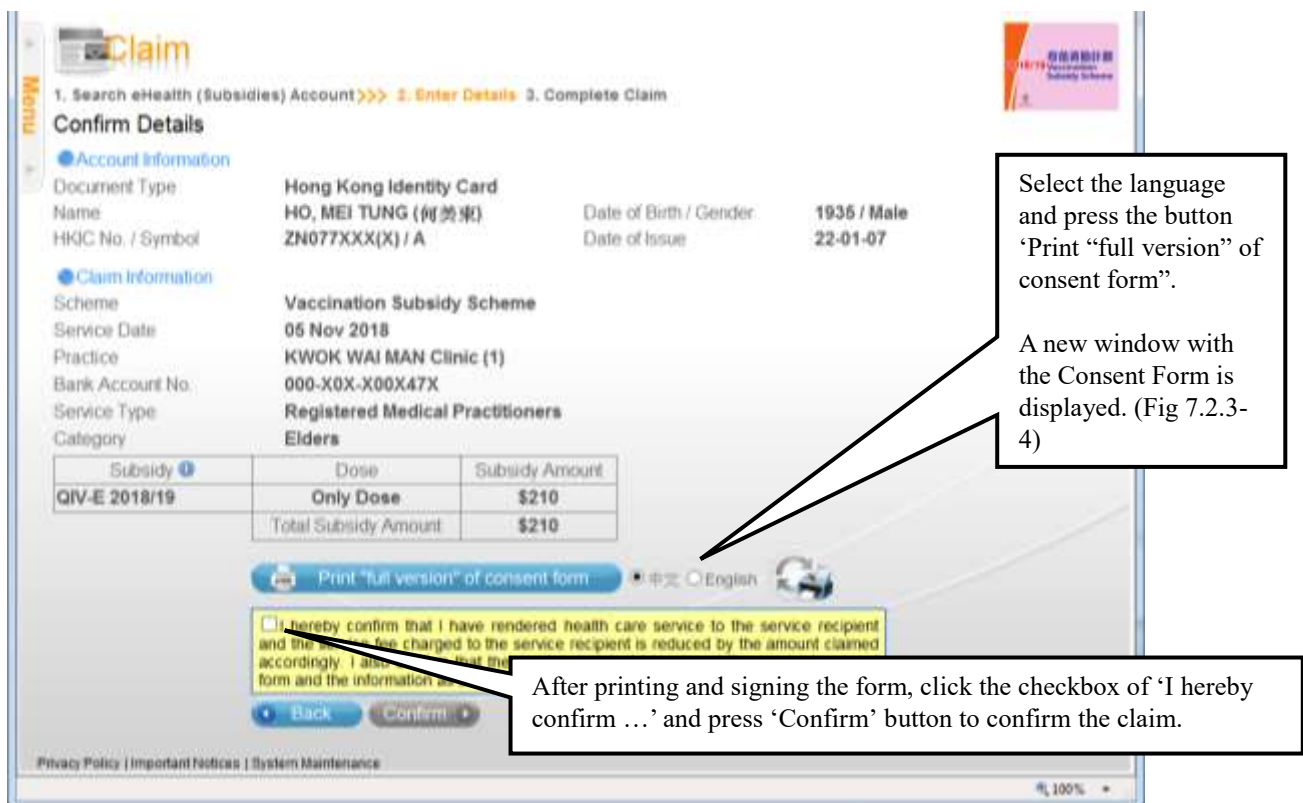 Claim
Vaccination
Subsidy Scheme
Menu
1. Search eHealth (Subsidies) Account >>> 2. Enter Details 3. Complete Claim
Confirm Details
Account Information
Document Type Hong Kong Identity Card
Name HO, MEI TUNG Date of Birth / Gender 1935 / Male
HKIC No. / Symbol ZN077XXX(X) / A Date of Issue 22-01-07
Claim Information
Scheme Vaccination Subsidy Scheme
Service Date 05 Nov 2018
Practice KWOK WAI MAN Clinic (1)
Bank Account No. 000-X0X-X00X47X
Service Type Registered Medical Practitioners
Category Elders
Subsidy Dose Subsidy Amount
QIV-E 2018/19 Only Dose $210
Total Subsidy Amount $210
Print "full version" of consent form 中文 English
I hereby confirm that I have rendered health care service to the service recipient
and the service fee charged to the service recipient is reduced by the amount claimed
accordingly. I also that the
form and the information as
Back Confirm
Privacy Policy | Important Notices | System Maintenance
100%
Select the language
and press the button
‘Print “full version” of
consent form”.
A new window with
the Consent Form is
displayed. (Fig 7.2.3-
4)
After printing and signing the form, click the checkbox of ‘I hereby
confirm …’ and press ‘Confirm’ button to confirm the claim.